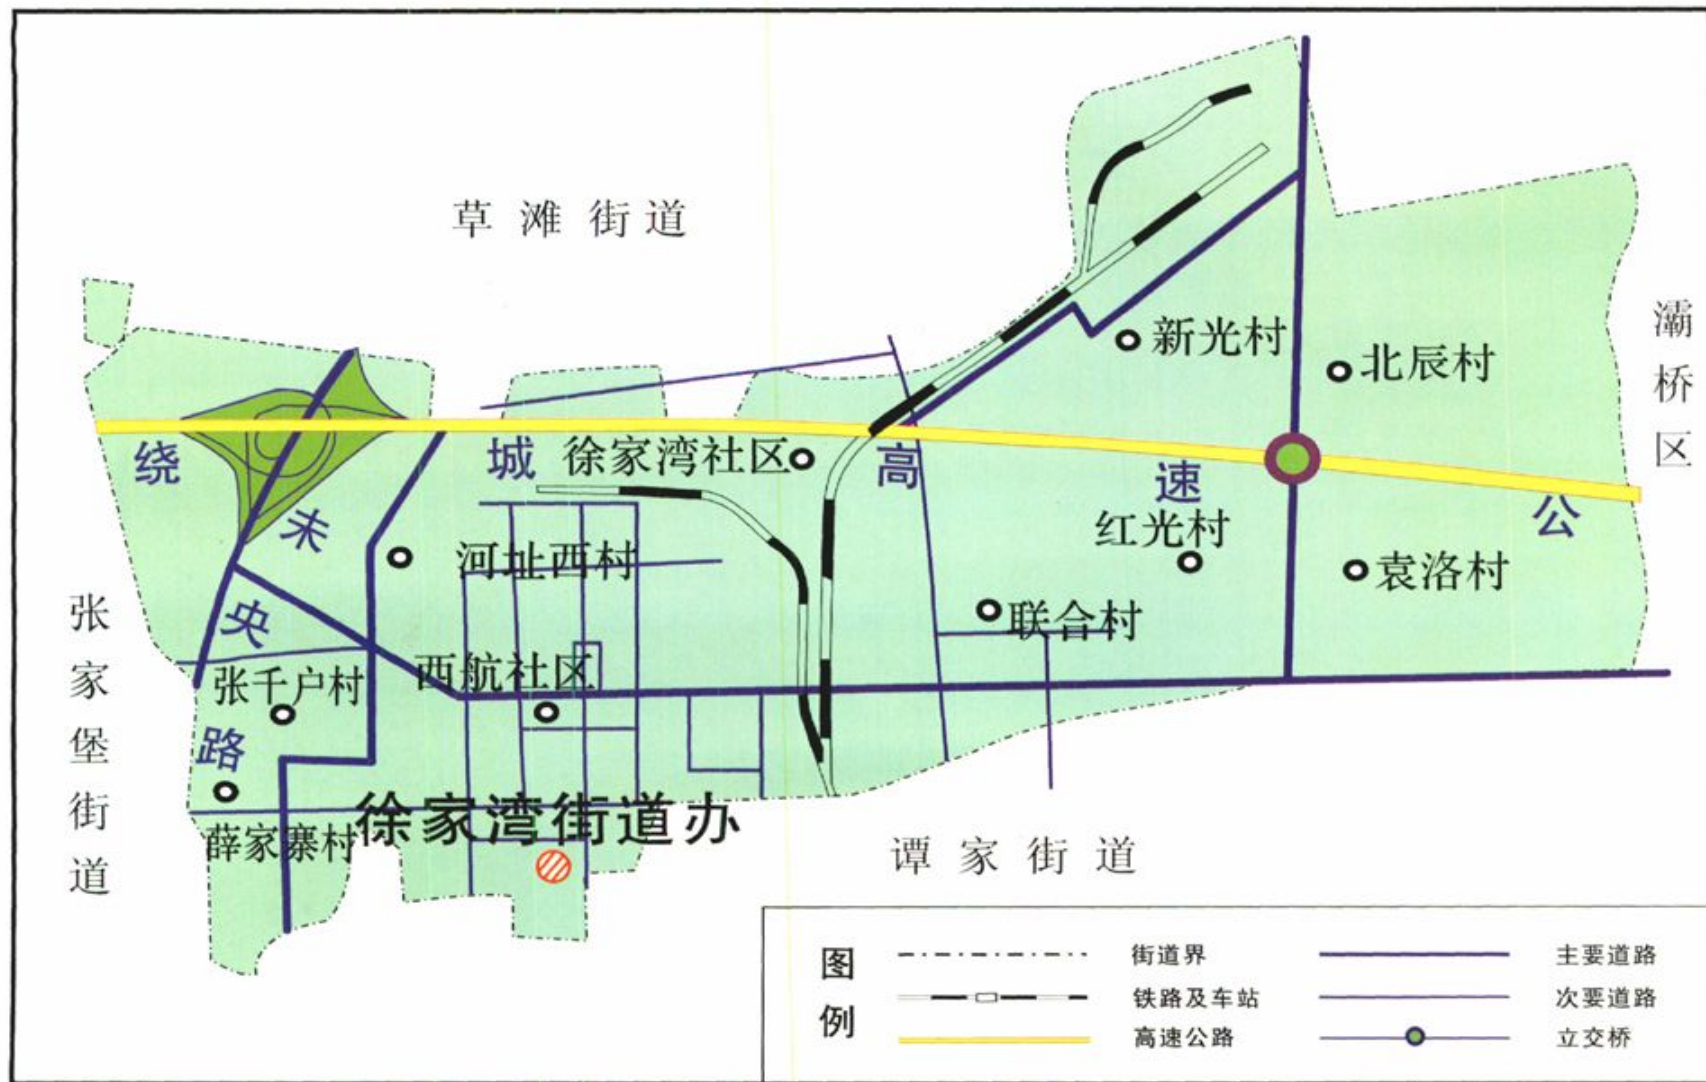 草滩街道
灞桥区
新光村
北辰村
绕城高速公
徐家湾社区
未央路
河址西村
红光村
袁洛村
联合村
张家堡街道
张千户村
西航社区
徐家湾街道办
薛家寨村
谭家街道
图例
街道界
主要道路
铁路及车站
次要道路
高速公路
立交桥